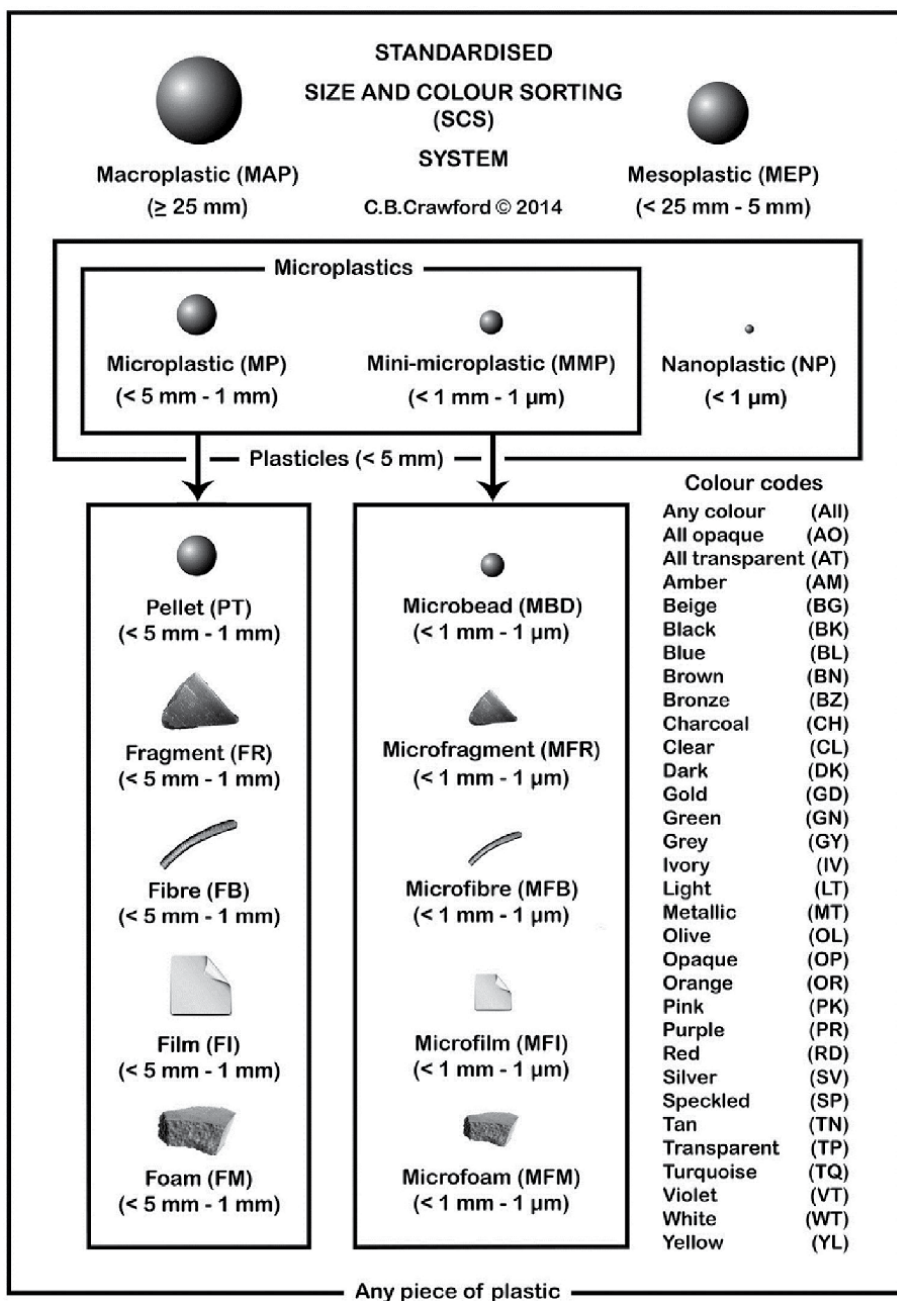 STANDARDISED
SIZE AND COLOUR SORTING
(SCS)
SYSTEM
C.B.Crawford © 2014
Macroplastic (MAP)
(≥ 25 mm)
Mesoplastic (MEP)
(< 25 mm - 5 mm)
Microplastics
Microplastic (MP)
(< 5 mm - 1 mm)
Mini-microplastic (MMP)
(< 1 mm - 1 µm)
Nanoplastic (NP)
(< 1 µm)
Plasticles (< 5 mm)
Pellet (PT)
(< 5 mm - 1 mm)
Fragment (FR)
(< 5 mm - 1 mm)
Fibre (FB)
(< 5 mm - 1 mm)
Film (FI)
(< 5 mm - 1 mm)
Foam (FM)
(< 5 mm - 1 mm)
Microbead (MBD)
(< 1 mm - 1 µm)
Microfragment (MFR)
(< 1 mm - 1 µm)
Microfibre (MFB)
(< 1 mm - 1 µm)
Microfilm (MFI)
(< 1 mm - 1 µm)
Microfoam (MFM)
(< 1 mm - 1 µm)
Colour codes
Any colour (All)
All opaque (AO)
All transparent (AT)
Amber (AM)
Beige (BG)
Black (BK)
Blue (BL)
Brown (BN)
Bronze (BZ)
Charcoal (CH)
Clear (CL)
Dark (DK)
Gold (GD)
Green (GN)
Grey (GY)
Ivory (IV)
Light (LT)
Metallic (MT)
Olive (OL)
Opaque (OP)
Orange (OR)
Pink (PK)
Purple (PR)
Red (RD)
Silver (SV)
Speckled (SP)
Tan (TN)
Transparent (TP)
Turquoise (TQ)
Violet (VT)
White (WT)
Yellow (YL)
Any piece of plastic